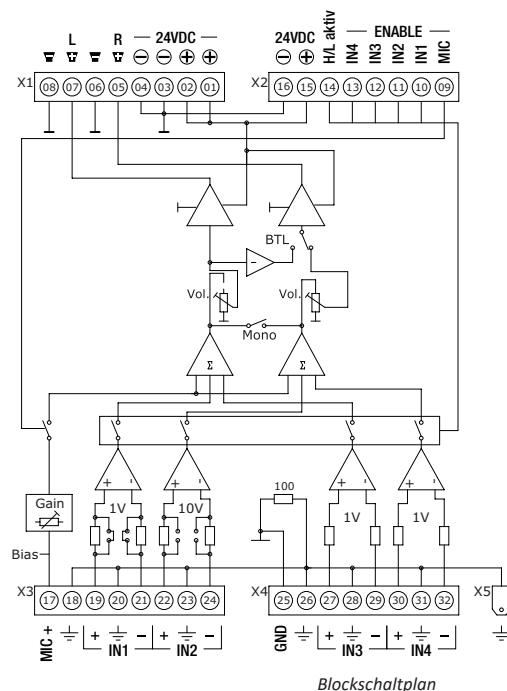 L R 24VDC
H/L aktiv
ENABLE
IN4 IN3 IN2 IN1 MIC
X1 08 07 06 05 04 03 02 01
X2 16 15 14 13 12 11 10 09
24VDC
BTL
-
Vol. Vol.
Mono
Σ Σ
+ - + - + - + -
Gain 1V 10V 100 1V 1V
Bias
X3 17 18 19 20 21 22 23 24
X4 25 26 27 28 29 30 31 32
X5
MIC + + - + - GND + - + -
IN1 IN2 IN3 IN4
Blockschaltplan